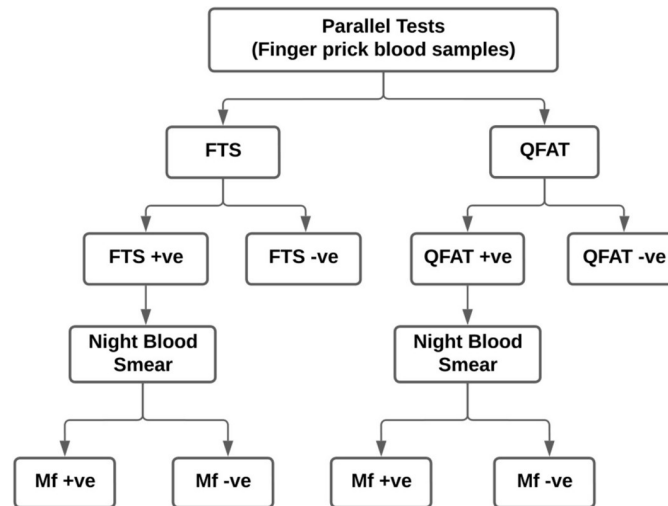 Parallel Tests
(Finger prick blood samples)
FTS
QFAT
FTS +ve
FTS -ve
QFAT +ve
QFAT -ve
Night Blood
Smear
Night Blood
Smear
Mf +ve
Mf -ve
Mf +ve
Mf -ve